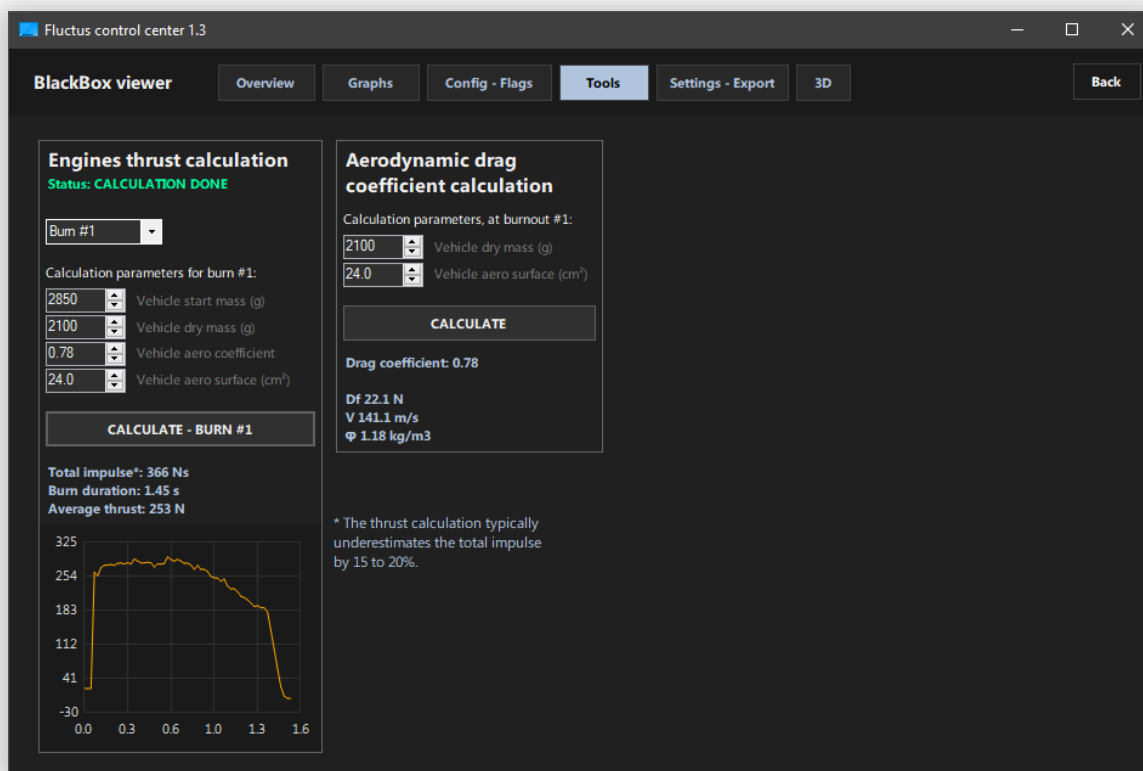 Fluctus control center 1.3
BlackBox viewer
Overview
Graphs
Config - Flags
Tools
Settings - Export
3D
Back
Engines thrust calculation
Status: CALCULATION DONE
Burn #1
Calculation parameters for burn #1:
2850 Vehicle start mass (g)
2100 Vehicle dry mass (g)
0.78 Vehicle aero coefficient
24.0 Vehicle aero surface (cm²)
CALCULATE - BURN #1
Total impulse*: 366 Ns
Burn duration: 1.45 s
Average thrust: 253 N
325
254
183
112
41
-30
0.0 0.3 0.6 1.0 1.3 1.6
Aerodynamic drag
coefficient calculation
Calculation parameters, at burnout #1:
2100 Vehicle dry mass (g)
24.0 Vehicle aero surface (cm²)
CALCULATE
Drag coefficient: 0.78
Df 22.1 N
V 141.1 m/s
φ 1.18 kg/m3
* The thrust calculation typically
underestimates the total impulse
by 15 to 20%.